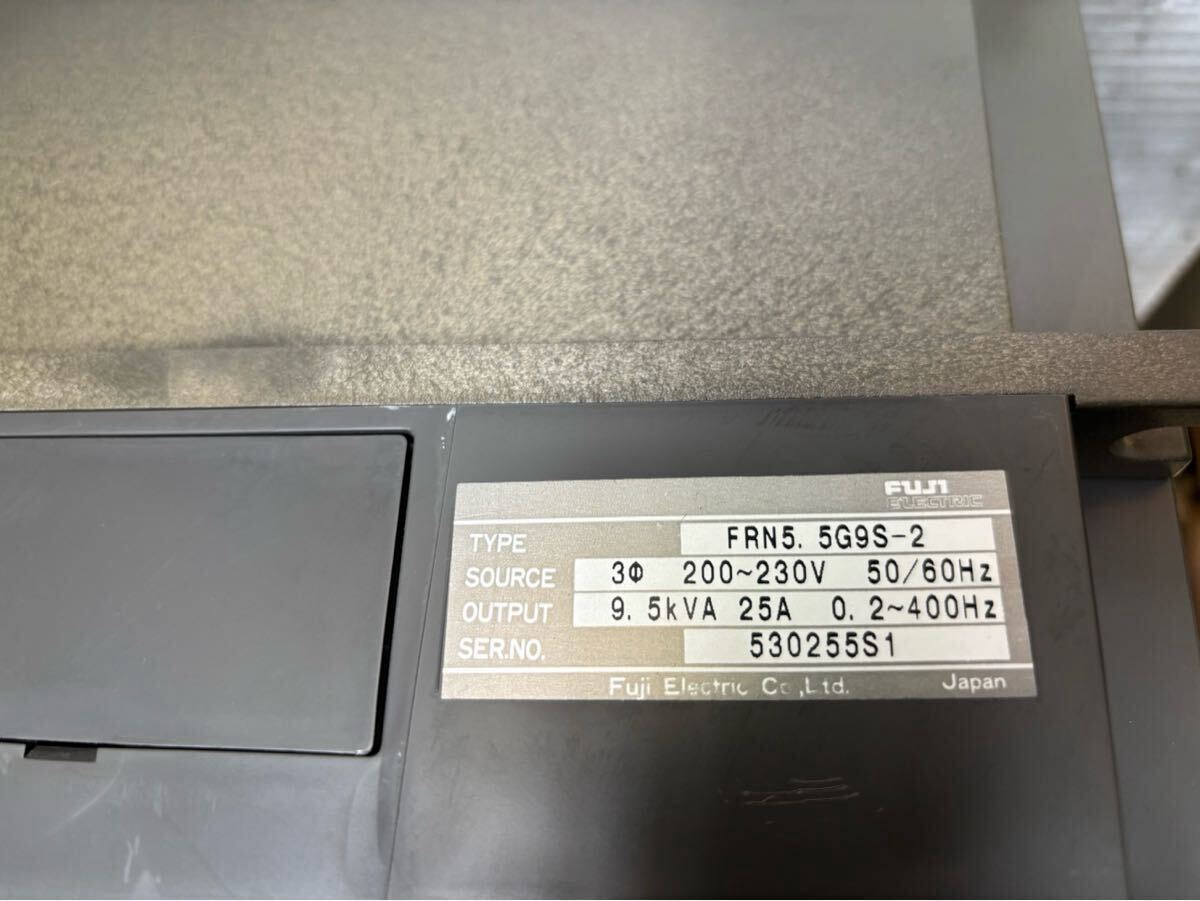 FUJI
ELECTRIC
TYPE FRN5.5G9S-2
SOURCE 3Φ 200~230V 50/60Hz
OUTPUT 9.5kVA 25A 0.2~400Hz
SER.NO. 530255S1
Fuji Electric Co.,Ltd. Japan